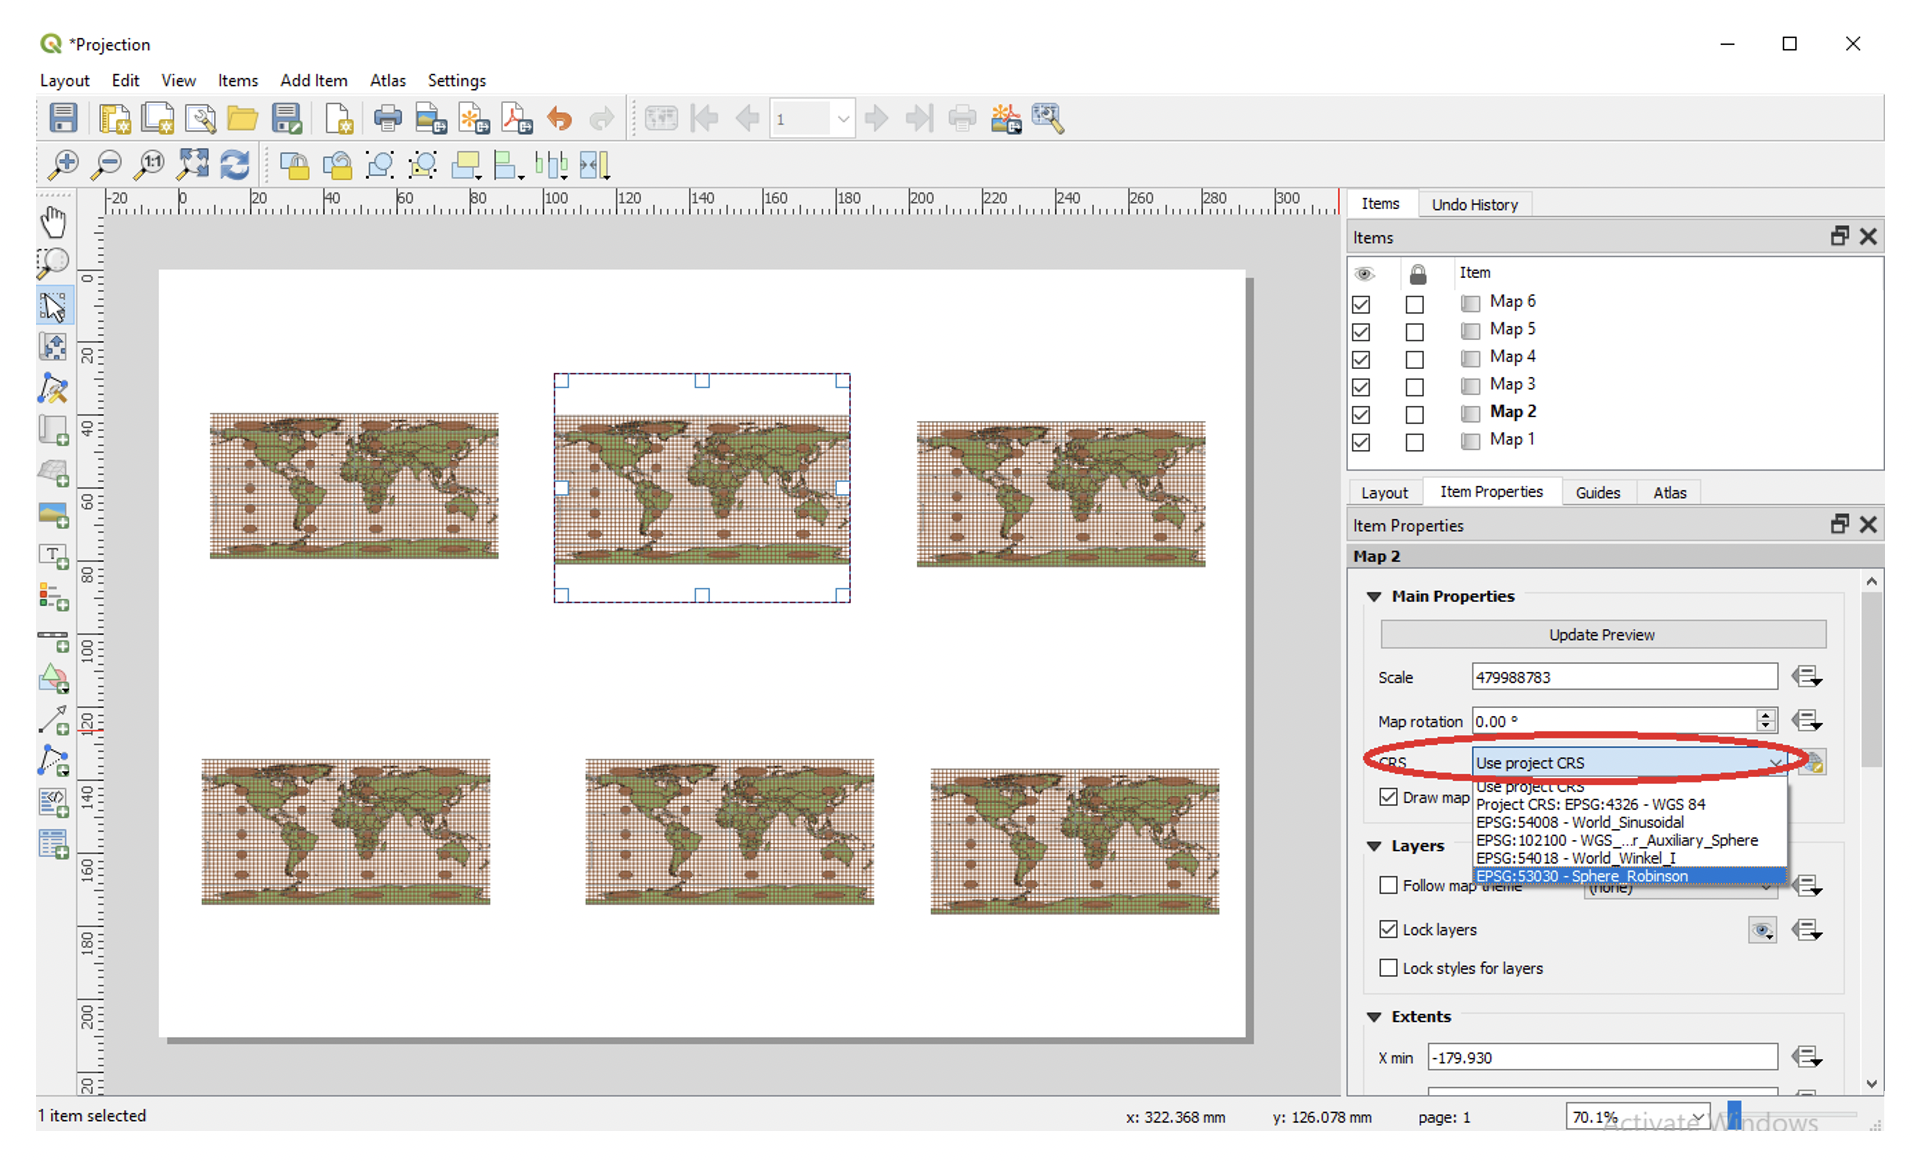 *Projection
Layout Edit View Items Add Item Atlas Settings
1
1:1
-20 0 20 40 60 80 100 120 140 160 180 200 220 240 260 280 300
0
20
40
60
80
100
120
140
160
180
200
20
Items Undo History
Items
Item
Map 6
Map 5
Map 4
Map 3
Map 2
Map 1
Layout Item Properties Guides Atlas
Item Properties
Map 2
Main Properties
Update Preview
Scale 479988783
Map rotation 0.00 °
CRS Use project CRS
Use project CRS
Draw map
Project CRS: EPSG:4326 - WGS 84
EPSG:54008 - World_Sinusoidal
EPSG:102100 - WGS_...r_Auxiliary_Sphere
Layers
EPSG:54018 - World_Winkel_I
EPSG:53030 - Sphere_Robinson
Follow map theme (none)
Lock layers
Lock styles for layers
Extents
X min -179.930
1 item selected x: 322.368 mm y: 126.078 mm page: 1 70.1%
Activate Windows